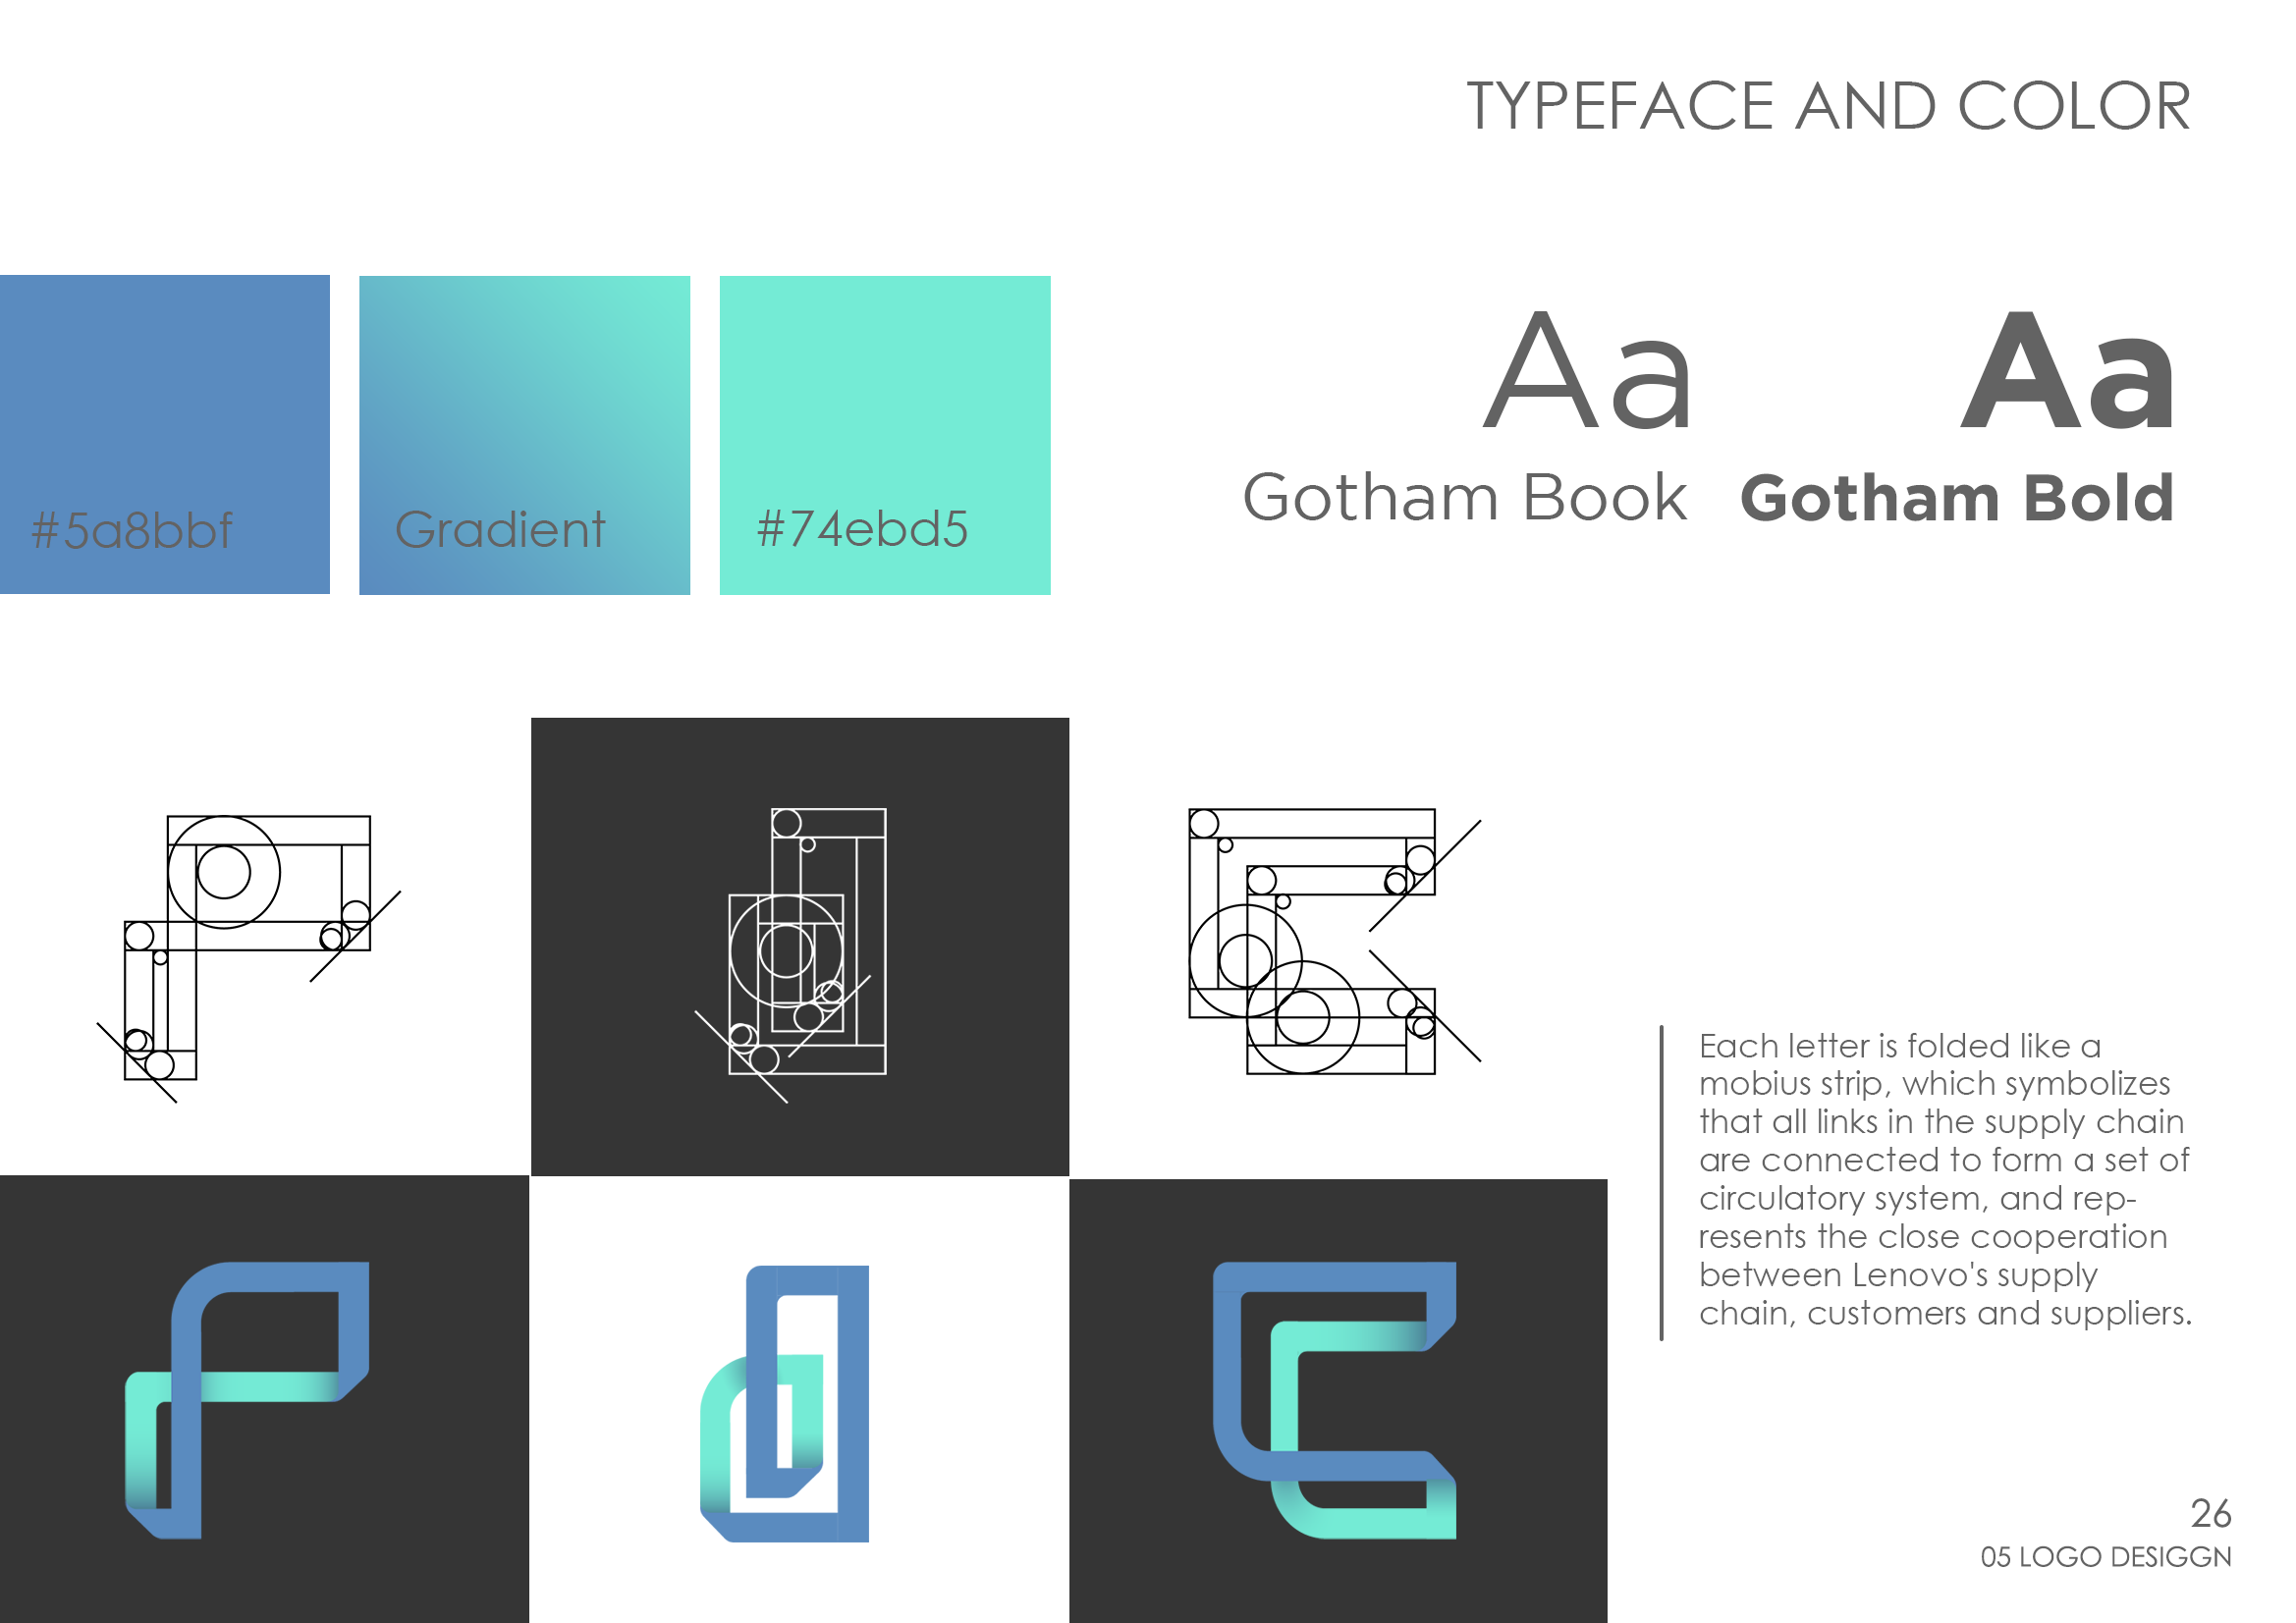 TYPEFACE AND COLOR
#5a8bbf
Gradient
#74ebd5
Aa
Aa
Gotham Book
Gotham Bold
Each letter is folded like a
mobius strip, which symbolizes
that all links in the supply chain
are connected to form a set of
circulatory system, and rep-
resents the close cooperation
between Lenovo's supply
chain, customers and suppliers.
26
05 LOGO DESIGGN